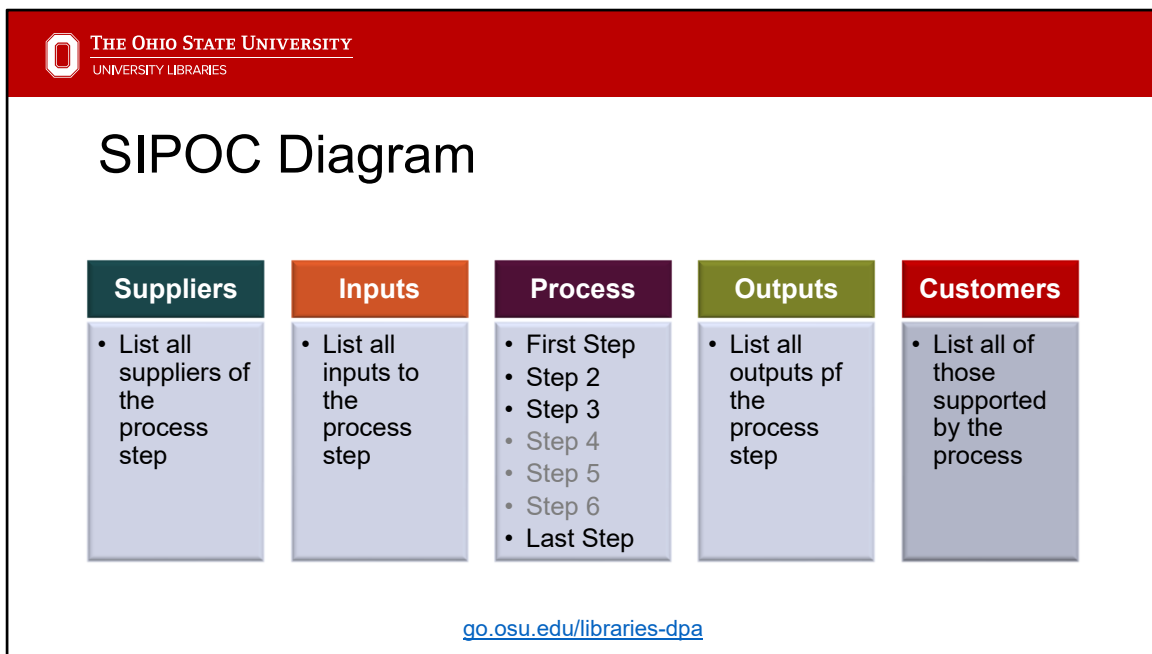 THE OHIO STATE UNIVERSITY
UNIVERSITY LIBRARIES
SIPOC Diagram
Suppliers
• List all
suppliers of
the
process
step
Inputs
• List all
inputs to
the
process
step
Process
• First Step
• Step 2
• Step 3
• Step 4
• Step 5
• Step 6
• Last Step
Outputs
• List all
outputs pf
the
process
step
Customers
• List all of
those
supported
by the
process
go.osu.edu/libraries-dpa